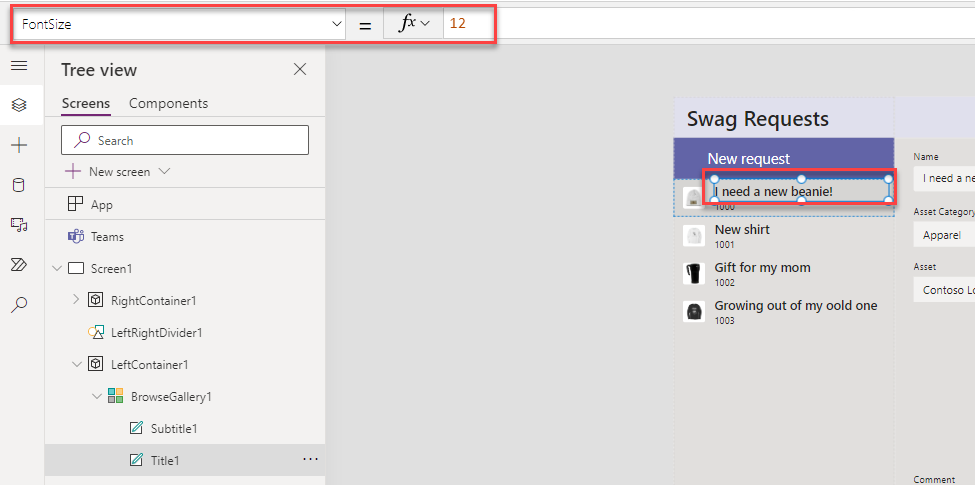 FontSize = fx 12
Tree view
Screens Components
Search
New screen
App
Teams
Screen1
RightContainer1
LeftRightDivider1
LeftContainer1
BrowseGallery1
Subtitle1
Title1 ...
Swag Requests
New request
I need a new beanie!
1000
New shirt
1001
Gift for my mom
1002
Growing out of my oold one
1003
Name
I need a ne
Asset Category
Apparel
Asset
Contoso Lo
Comment